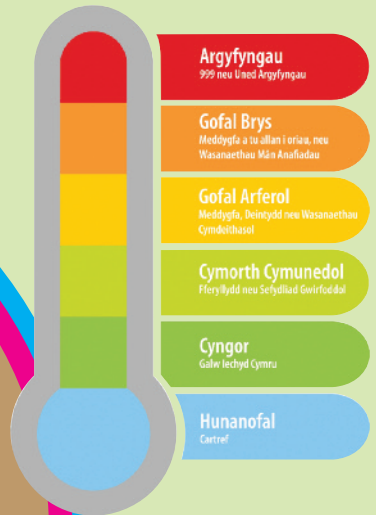 Argyfyngau
999 neu Uned Argyfyngau
Gofal Brys
Meddygfa a tu allan i oriau, neu
Wasanaethau Mân Anafiadau
Gofal Arferol
Meddygfa, Deintydd neu Wasanaethau
Cymdeithasol
Cymorth Cymunedol
Fferyllydd neu Sefydliad Gwirfoddol
Cyngor
Galw Iechyd Cymru
Hunanofal
Cartref